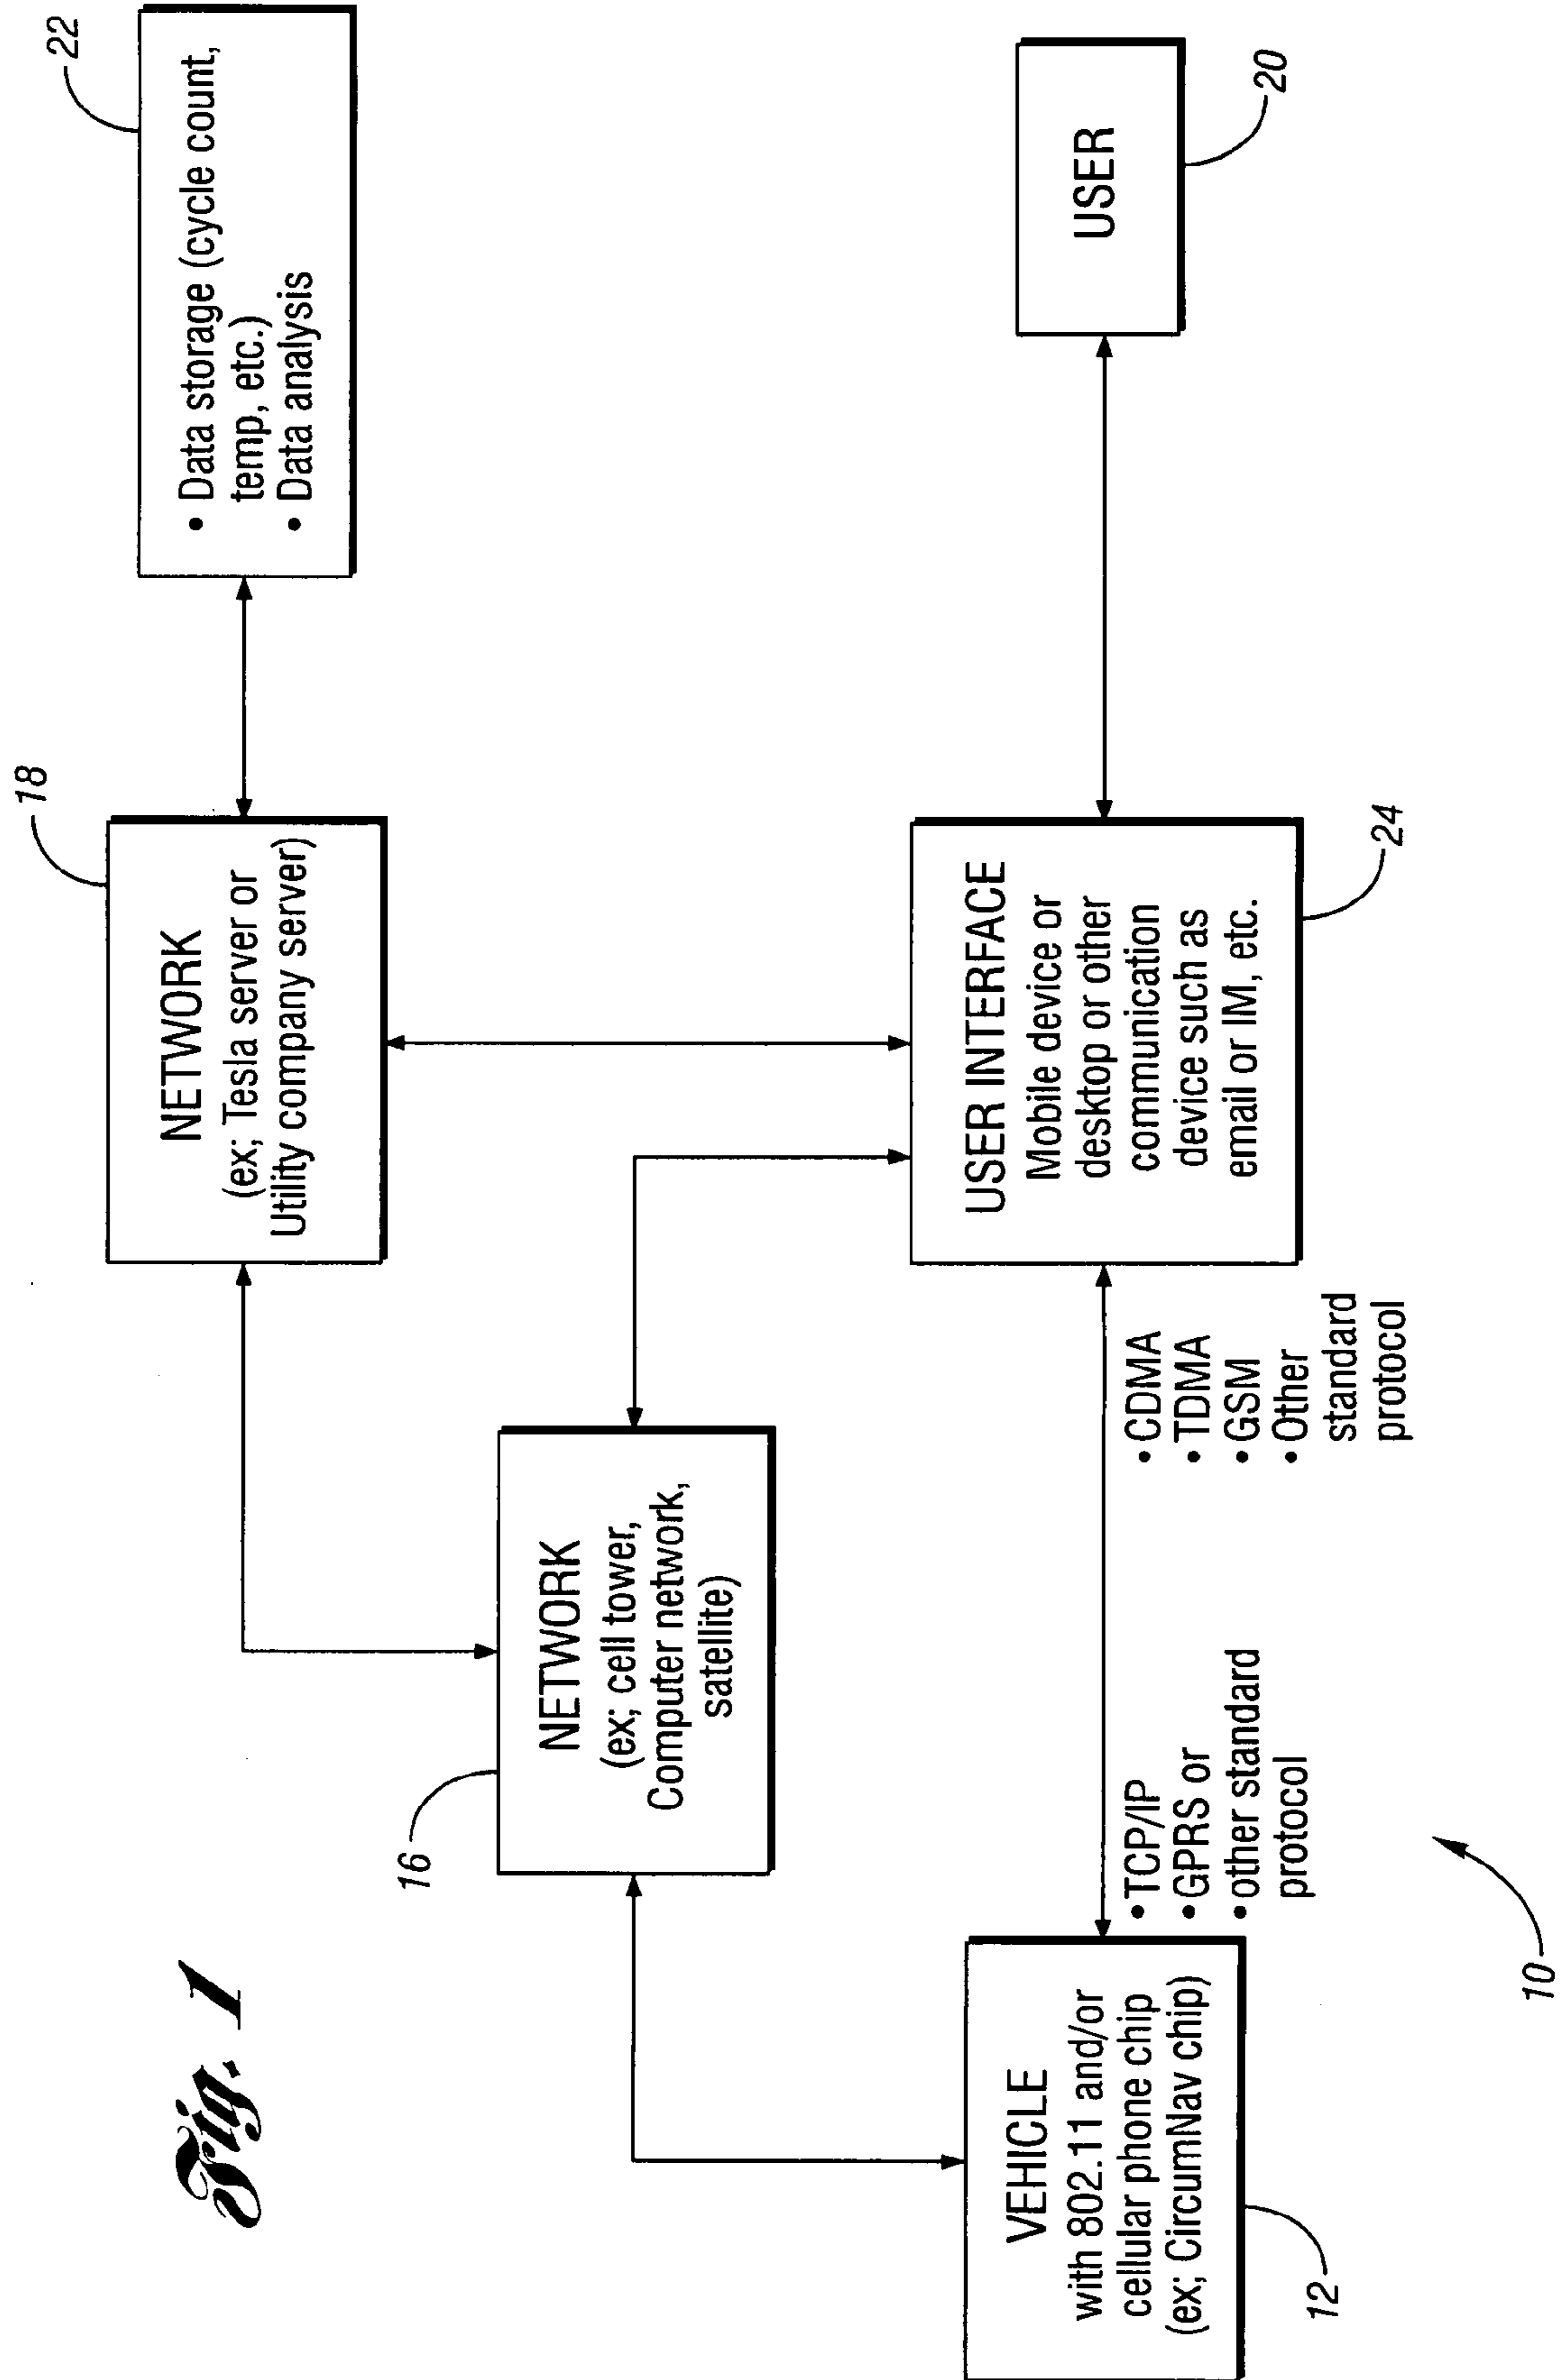 Fig. 1
22
• Data storage (cycle count,
temp, etc.)
• Data analysis
18
NETWORK
(ex; Tesla server or
Utility company server)
16
NETWORK
(ex; cell tower,
Computer network,
satellite)
VEHICLE
with 802.11 and/or
cellular phone chip
(ex; CircumNav chip)
12
• TCP/IP
• GPRS or
• other standard
protocol
• CDMA
• TDMA
• GSM
• Other
standard
protocol
USER INTERFACE
Mobile device or
desktop or other
communication
device such as
email or IM, etc.
24
USER
20
10